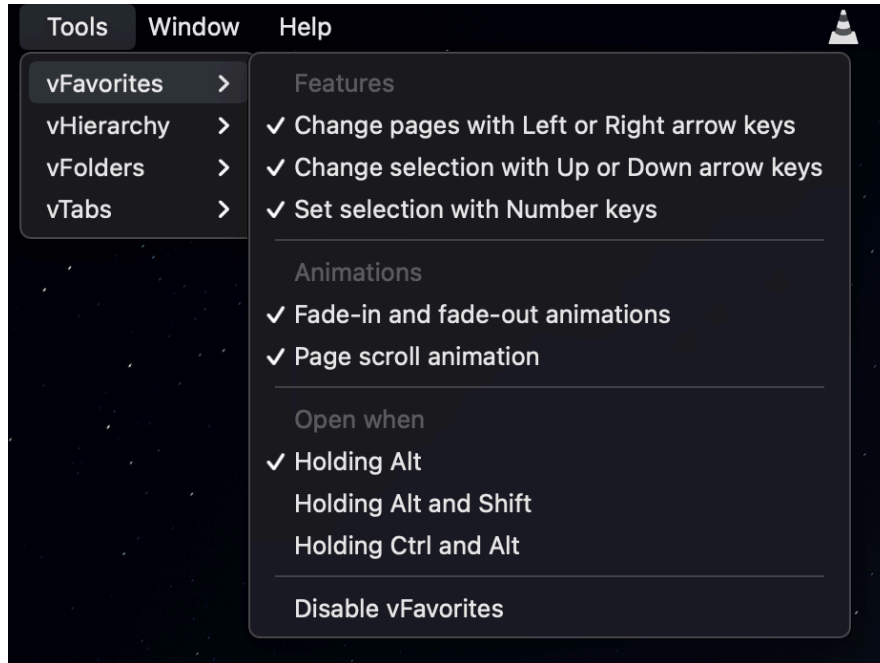 Tools Window Help
vFavorites
vHierarchy
vFolders
vTabs
Features
Change pages with Left or Right arrow keys
Change selection with Up or Down arrow keys
Set selection with Number keys
Animations
Fade-in and fade-out animations
Page scroll animation
Open when
Holding Alt
Holding Alt and Shift
Holding Ctrl and Alt
Disable vFavorites